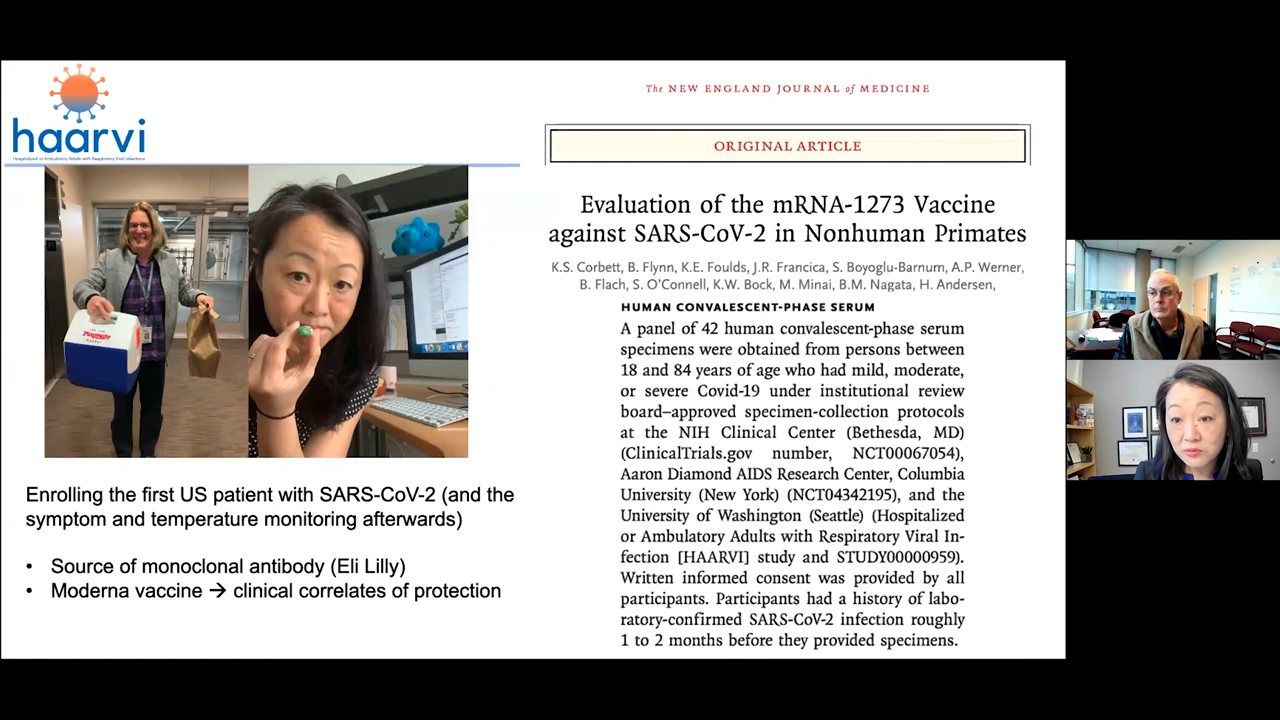 haarvi
Hospitalized or Ambulatory Adults with Respiratory Viral Infections
Enrolling the first US patient with SARS-CoV-2 (and the
symptom and temperature monitoring afterwards)
• Source of monoclonal antibody (Eli Lilly)
• Moderna vaccine → clinical correlates of protection
The NEW ENGLAND JOURNAL of MEDICINE
ORIGINAL ARTICLE
Evaluation of the mRNA-1273 Vaccine
against SARS-CoV-2 in Nonhuman Primates
K.S. Corbett, B. Flynn, K.E. Foulds, J.R. Francica, S. Boyoglu-Barnum, A.P. Werner,
B. Flach, S. O'Connell, K.W. Bock, M. Minai, B.M. Nagata, H. Andersen,
HUMAN CONVALESCENT-PHASE SERUM
A panel of 42 human convalescent-phase serum
specimens were obtained from persons between
18 and 84 years of age who had mild, moderate,
or severe Covid-19 under institutional review
board–approved specimen-collection protocols
at the NIH Clinical Center (Bethesda, MD)
(ClinicalTrials.gov number, NCT00067054),
Aaron Diamond AIDS Research Center, Columbia
University (New York) (NCT04342195), and the
University of Washington (Seattle) (Hospitalized
or Ambulatory Adults with Respiratory Viral In-
fection [HAARVI] study and STUDY00000959).
Written informed consent was provided by all
participants. Participants had a history of labo-
ratory-confirmed SARS-CoV-2 infection roughly
1 to 2 months before they provided specimens.